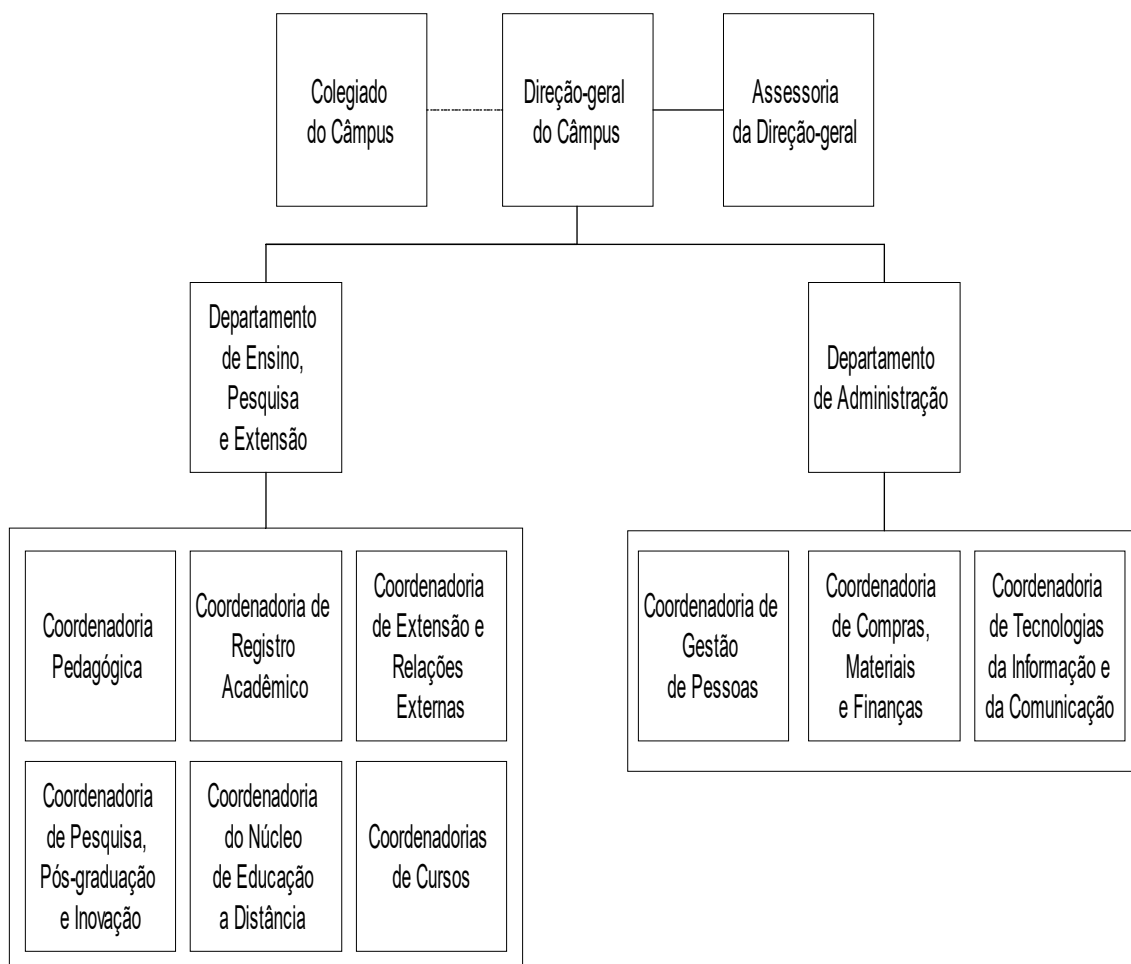 Colegiado
do Câmpus
Direção-geral
do Câmpus
Assessoria
da Direção-geral
Departamento
de Ensino,
Pesquisa
e Extensão
Departamento
de Administração
Coordenadoria
Pedagógica
Coordenadoria de
Registro
Acadêmico
Coordenadoria
de Extensão e
Relações
Externas
Coordenadoria
de Pesquisa,
Pós-graduação
e Inovação
Coordenadoria
do Núcleo
de Educação
a Distância
Coordenadorias
de Cursos
Coordenadoria de
Gestão
de Pessoas
Coordenadoria
de Compras,
Materiais
e Finanças
Coordenadoria
de Tecnologias
da Informação e
da Comunicação